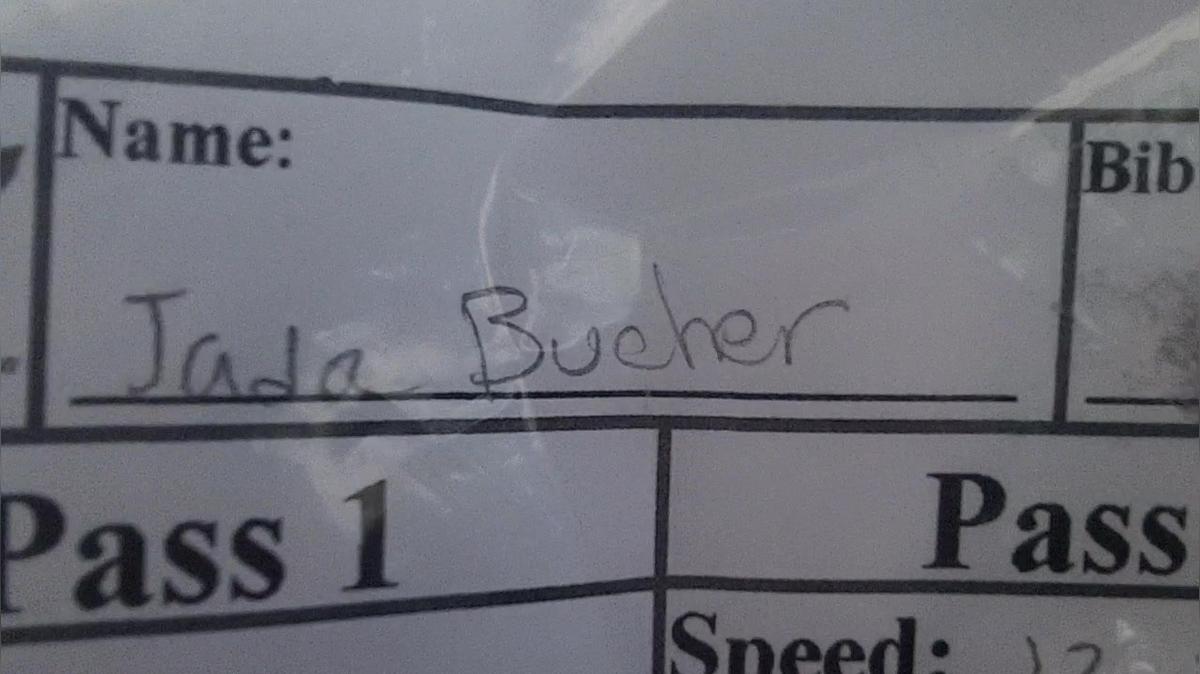 Name:
Bib
Jada Bucher
Pass 1
Pass
Speed: